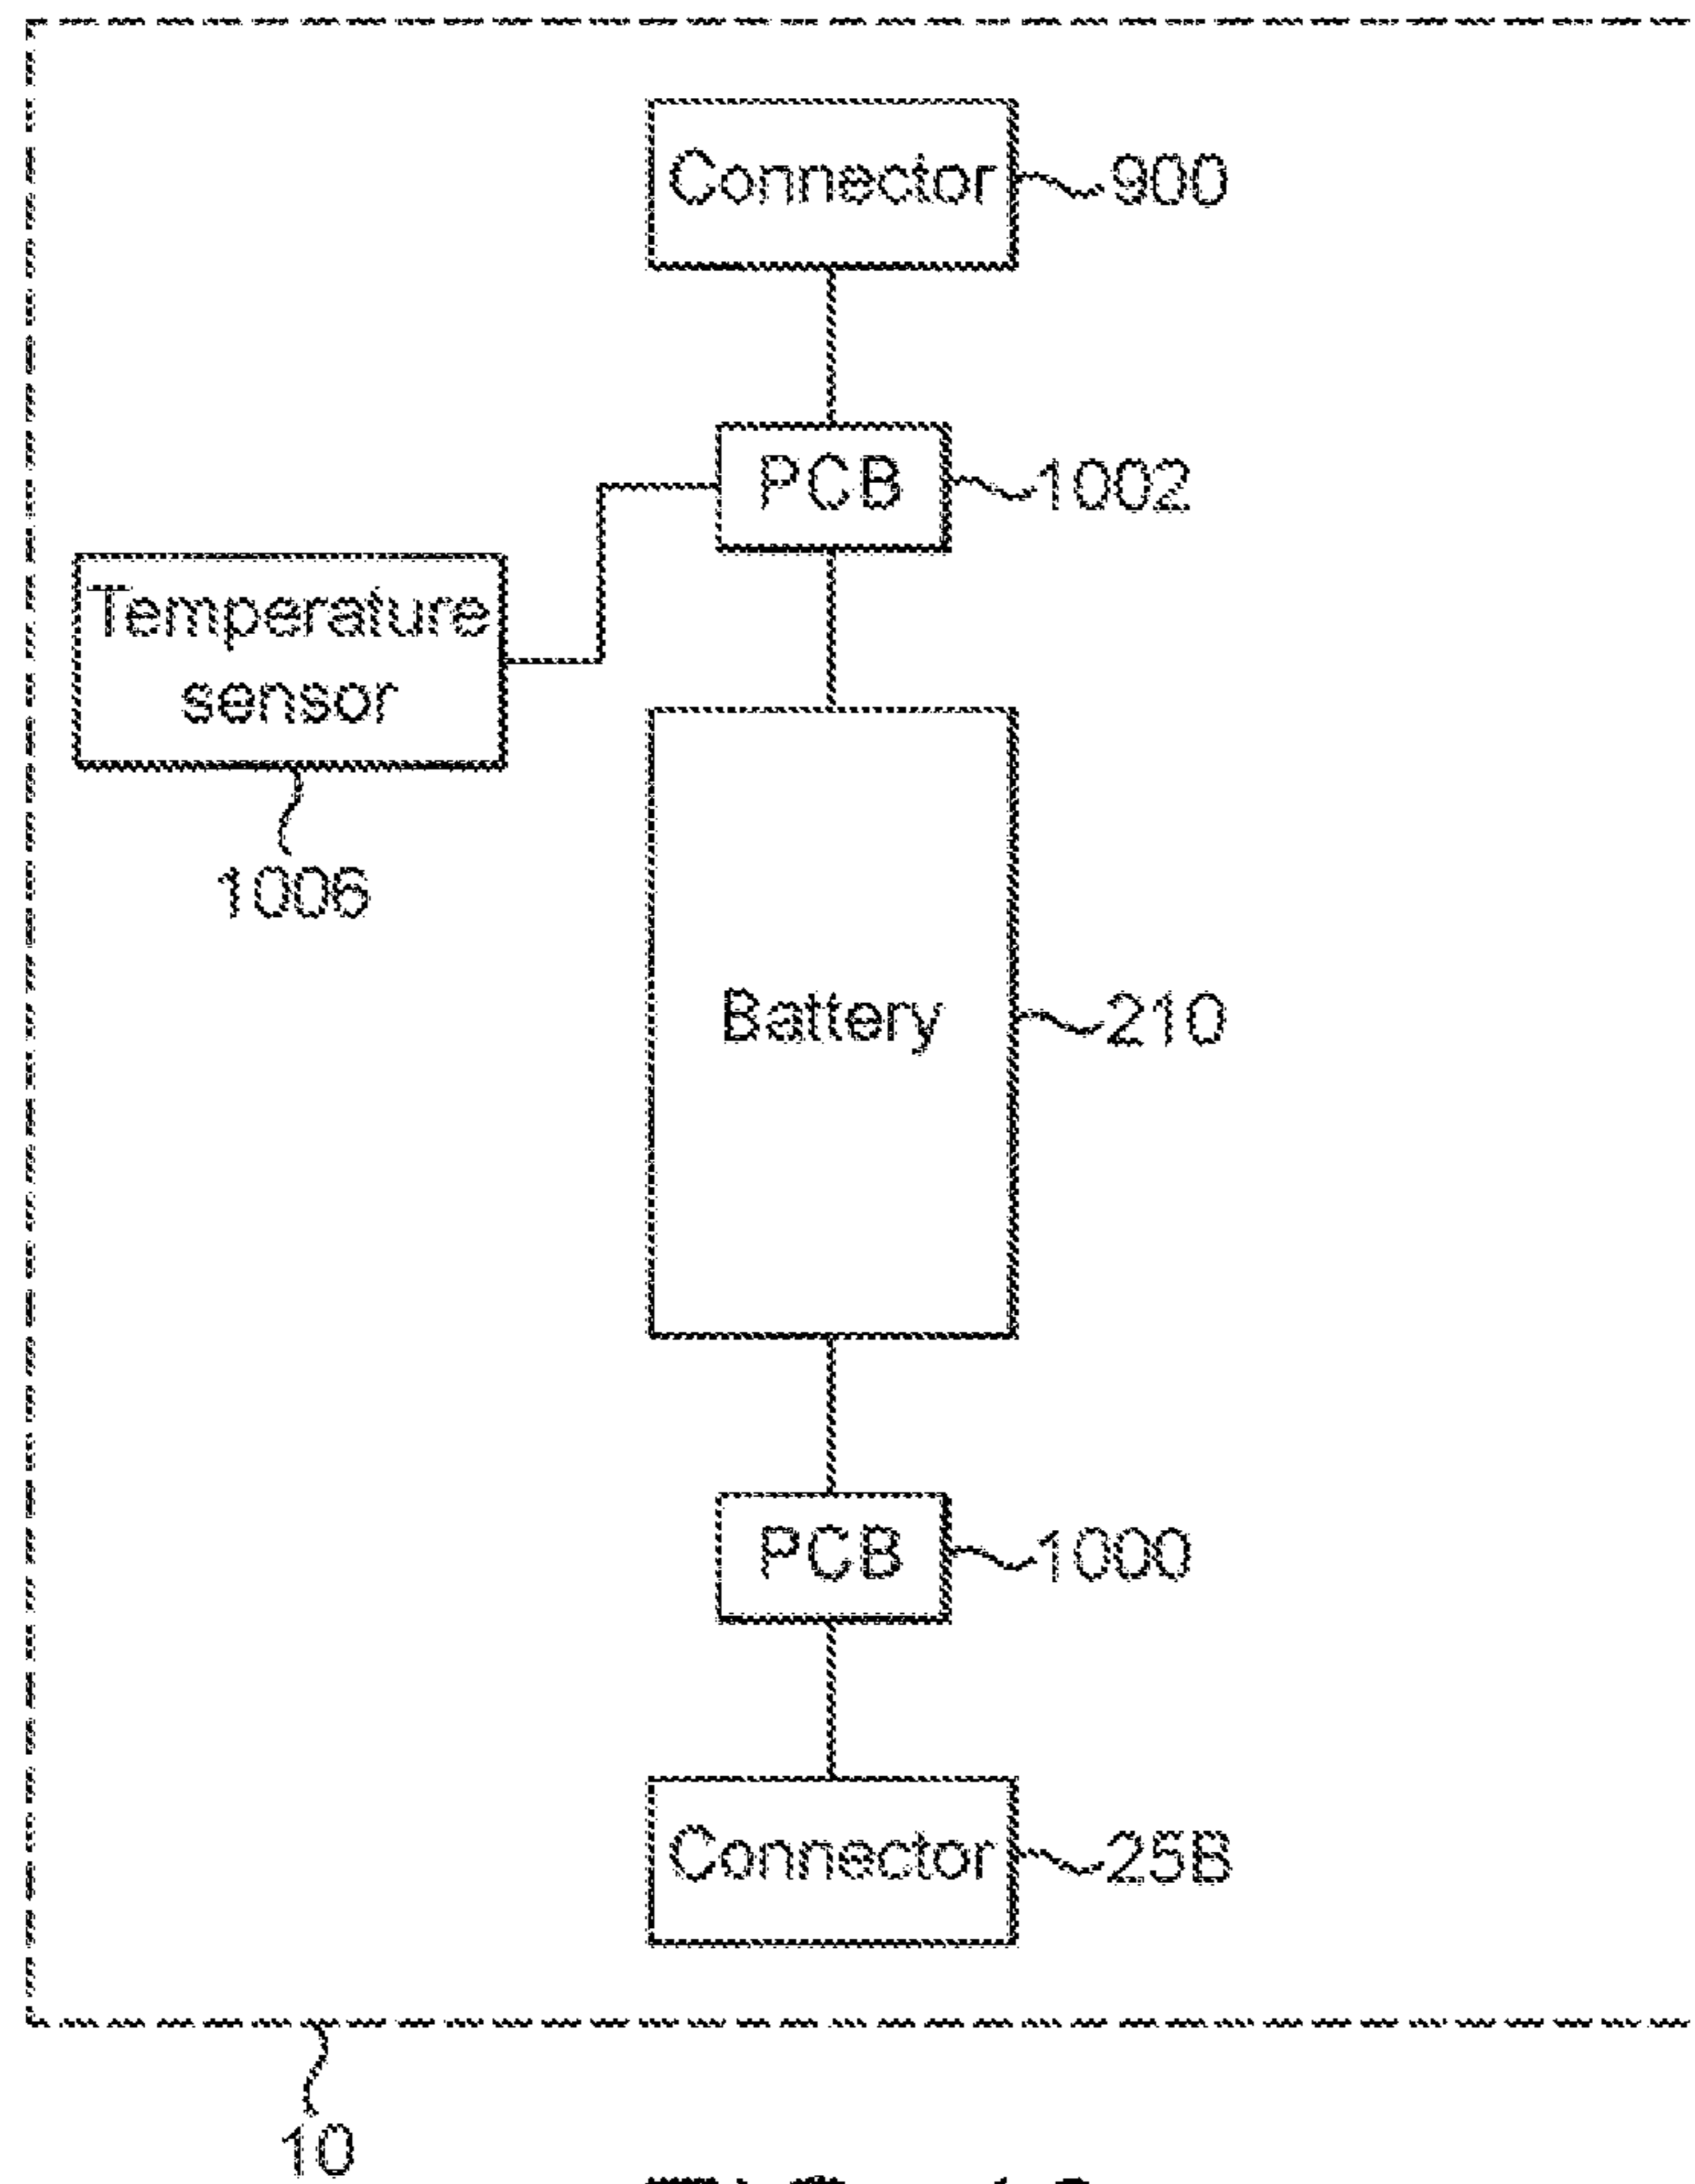 Connector 900
PCB 1002
Temperature
sensor
1006
Battery 210
PCB 1000
Connector 25B
10